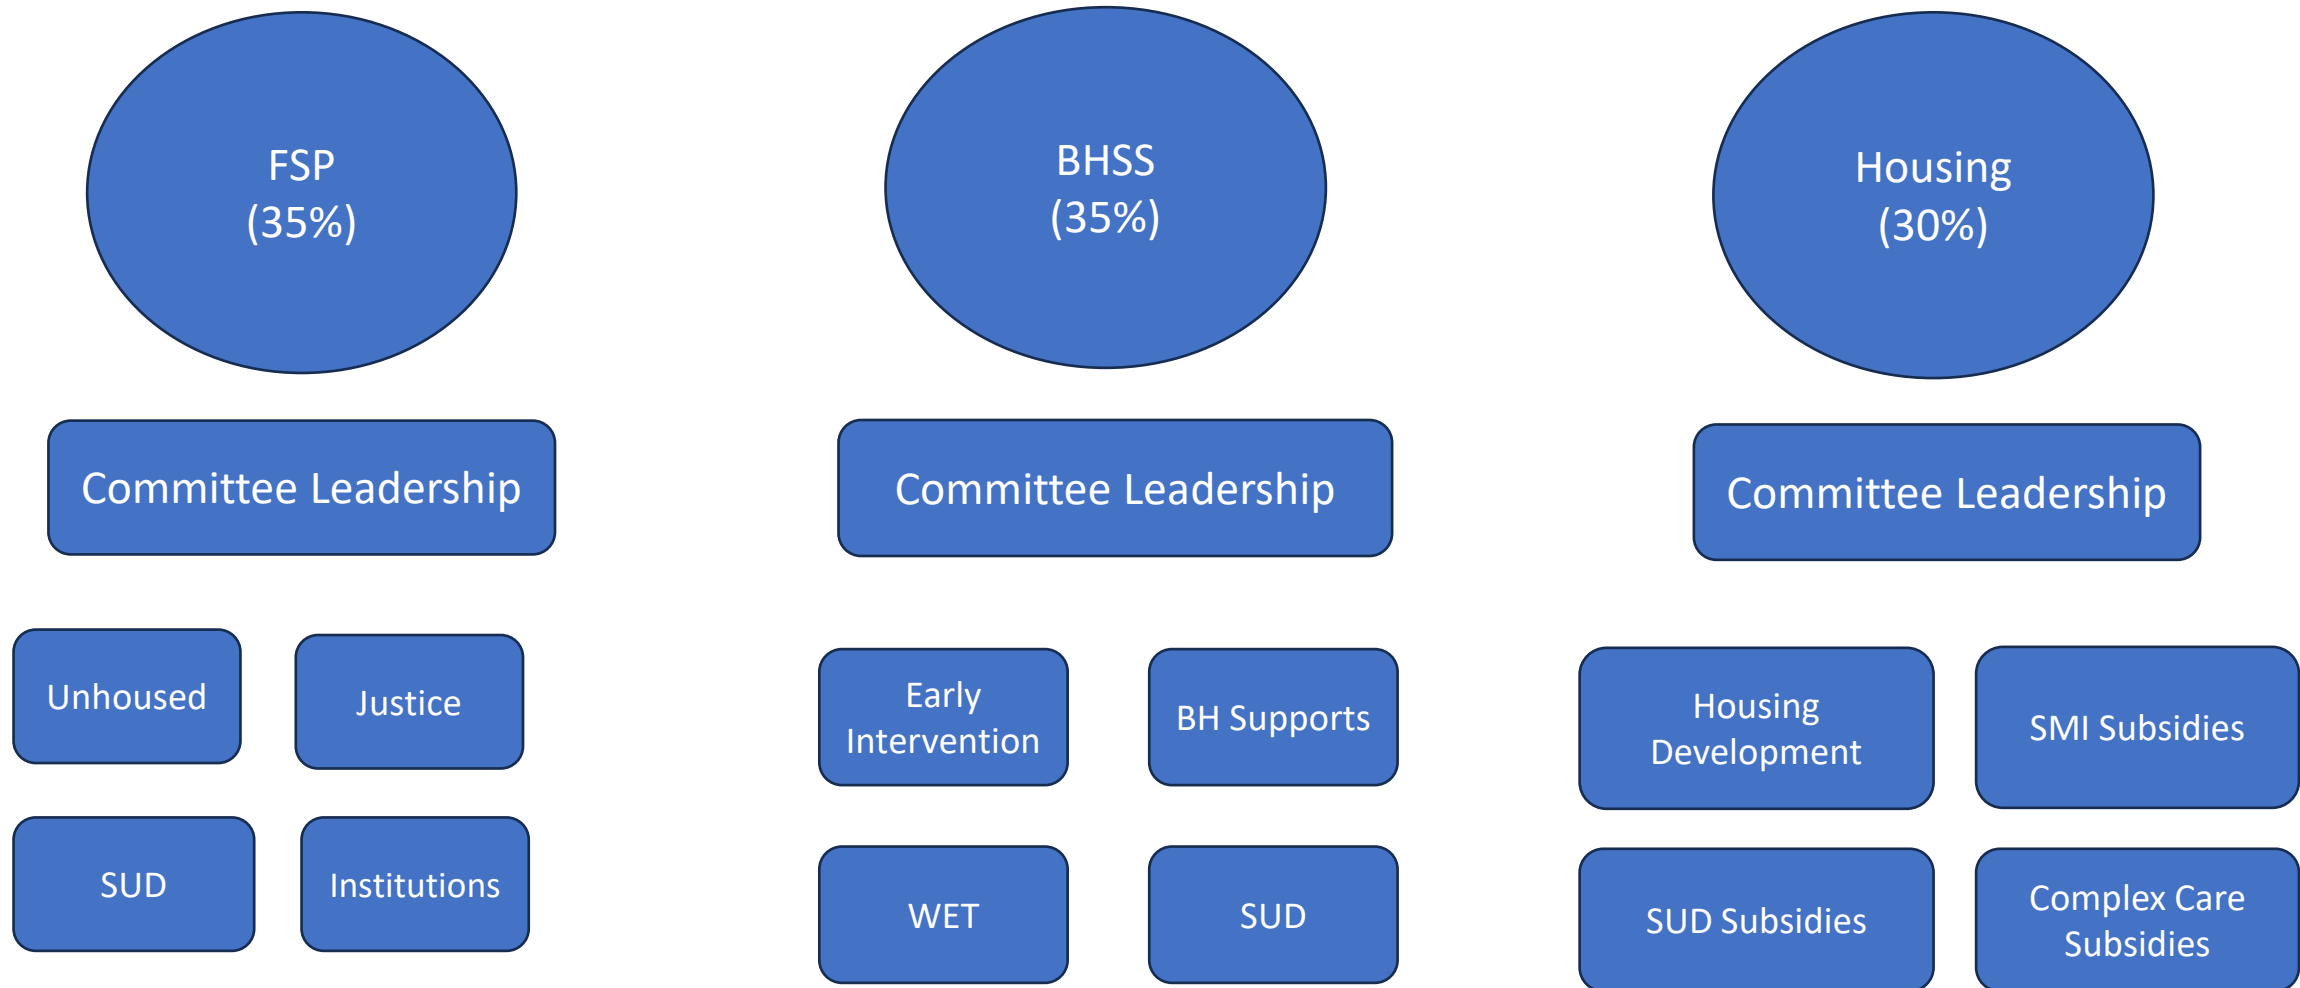 FSP
(35%)
BHSS
(35%)
Housing
(30%)
Committee Leadership
Committee Leadership
Committee Leadership
Unhoused
Justice
SUD
Institutions
Early
Intervention
BH Supports
WET
SUD
Housing
Development
SMI Subsidies
SUD Subsidies
Complex Care
Subsidies